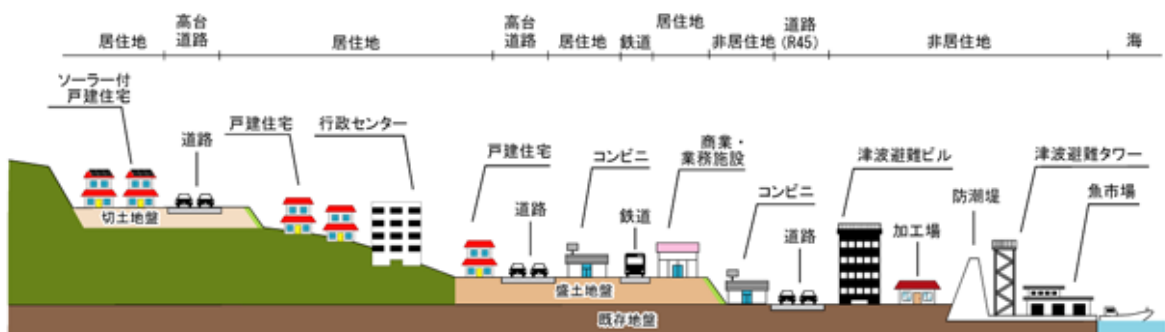 居住地
高台
道路
居住地
高台
道路
居住地
鉄道
居住地
非居住地
道路
(R45)
非居住地
海
ソーラー付
戸建住宅
道路
戸建住宅
行政センター
戸建住宅
道路
コンビニ
鉄道
商業・
業務施設
コンビニ
道路
津波避難ビル
加工場
防潮堤
津波避難タワー
魚市場
切土地盤
盛土地盤
既存地盤